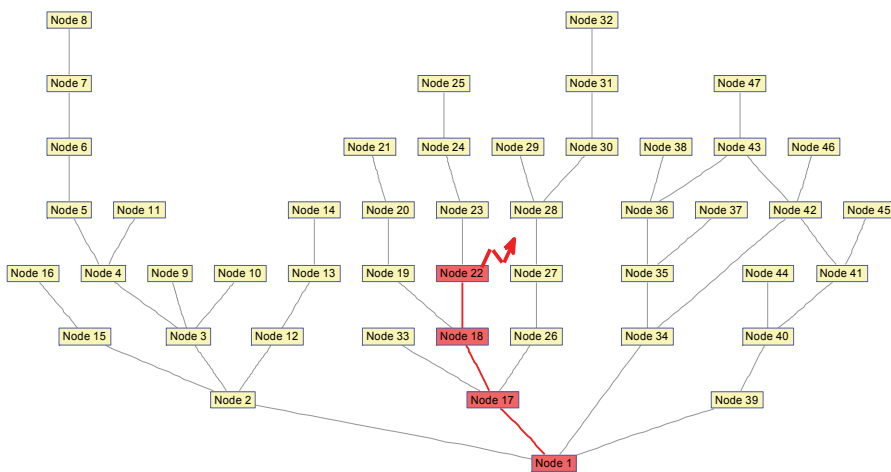 Node 8
Node 32
Node 7
Node 25
Node 31
Node 47
Node 6
Node 21
Node 24
Node 29
Node 30
Node 38
Node 43
Node 46
Node 5
Node 11
Node 14
Node 20
Node 23
Node 28
Node 36
Node 37
Node 42
Node 45
Node 16
Node 4
Node 9
Node 10
Node 13
Node 19
Node 22
Node 27
Node 35
Node 44
Node 41
Node 15
Node 3
Node 12
Node 33
Node 18
Node 26
Node 34
Node 40
Node 2
Node 17
Node 39
Node 1